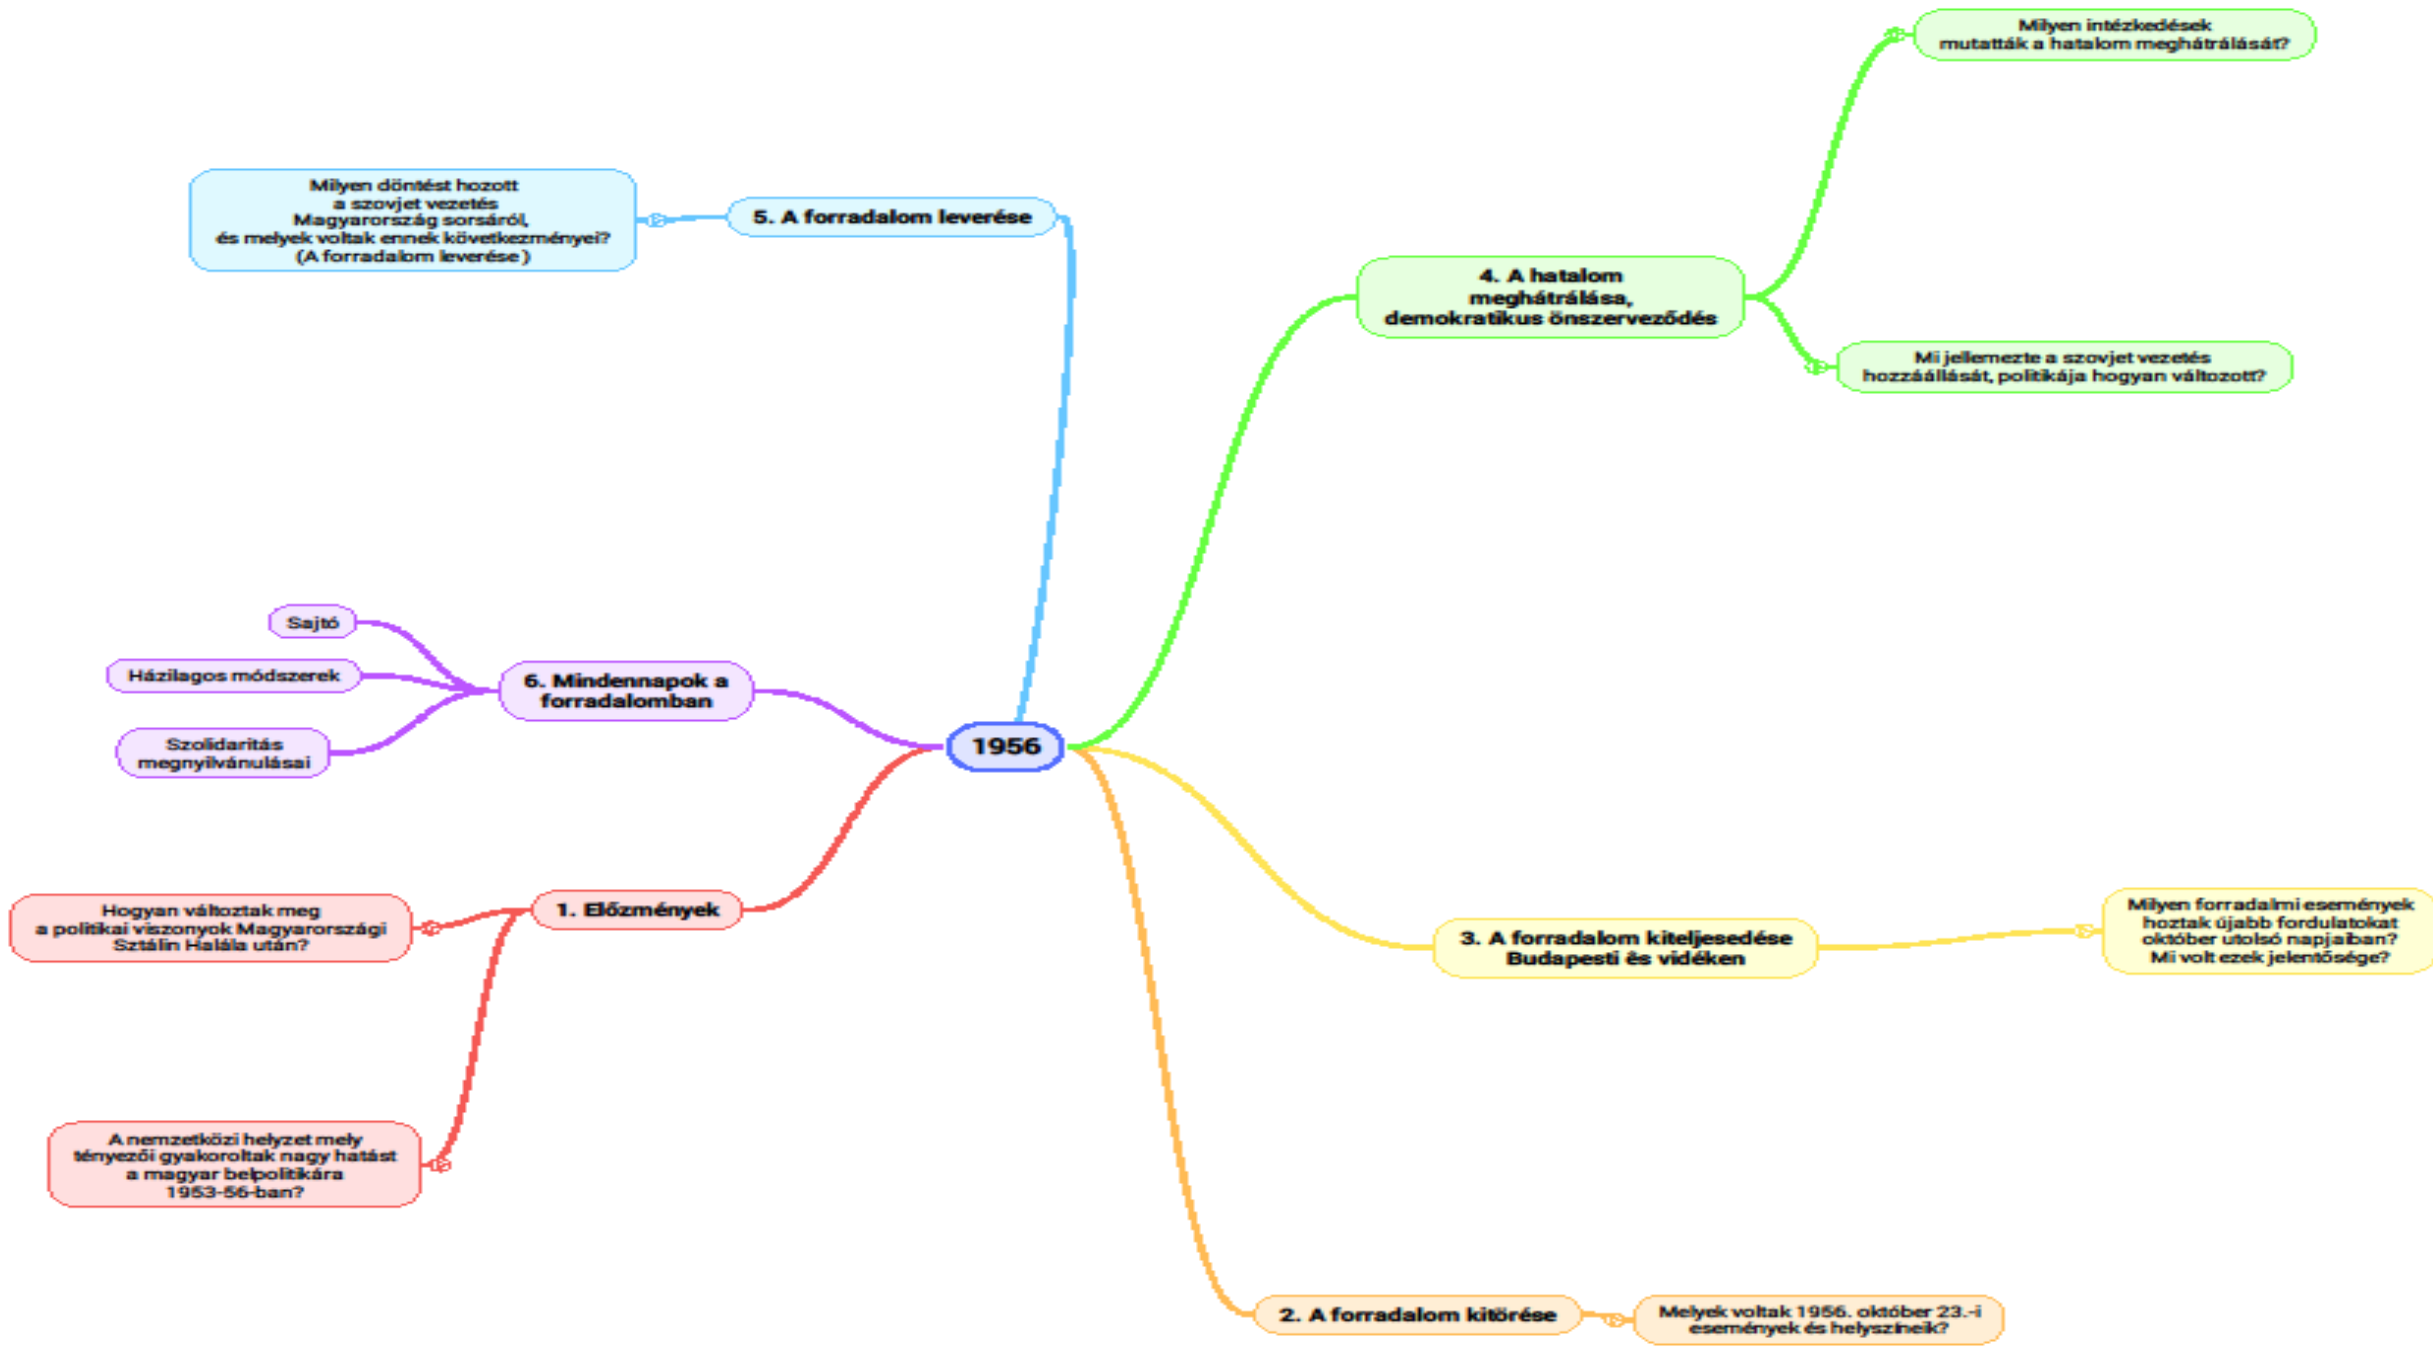 1956
1. Előzmények
Hogyan változtak meg
a politikai viszonyok Magyarországi
Sztálin Halála után?
A nemzetközi helyzet mely
tényezői gyakoroltak nagy hatást
a magyar belpolitikára
1953-56-ban?
2. A forradalom kitörése
Melyek voltak 1956. október 23.-i
események és helyszíneik?
3. A forradalom kiteljesedése
Budapesti és vidéken
Milyen forradalmi események
hoztak újabb fordulatokat
október utolsó napjaiban?
Mi volt ezek jelentősége?
4. A hatalom
meghátrálása,
demokratikus önszerveződés
Milyen intézkedések
mutatták a hatalom meghátrálását?
Mi jellemezte a szovjet vezetés
hozzáállását, politikája hogyan változott?
5. A forradalom leverése
Milyen döntést hozott
a szovjet vezetés
Magyarország sorsáról,
és melyek voltak ennek következményei?
(A forradalom leverése )
6. Mindennapok a
forradalomban
Sajtó
Házilagos módszerek
Szolidaritás
megnyilvánulásai